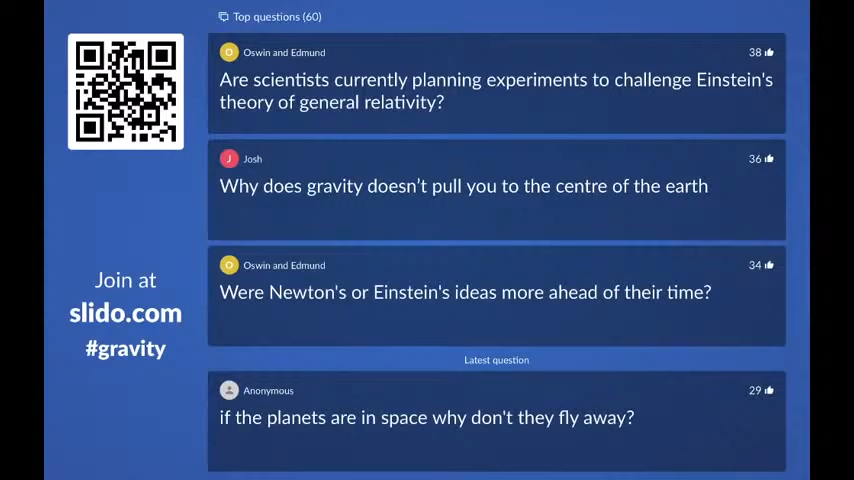 Top questions (60)
O Oswin and Edmund 38
Are scientists currently planning experiments to challenge Einstein's
theory of general relativity?
J Josh 36
Why does gravity doesn't pull you to the centre of the earth
O Oswin and Edmund 34
Were Newton's or Einstein's ideas more ahead of their time?
Join at
slido.com
#gravity
Latest question
Anonymous 29
if the planets are in space why don't they fly away?